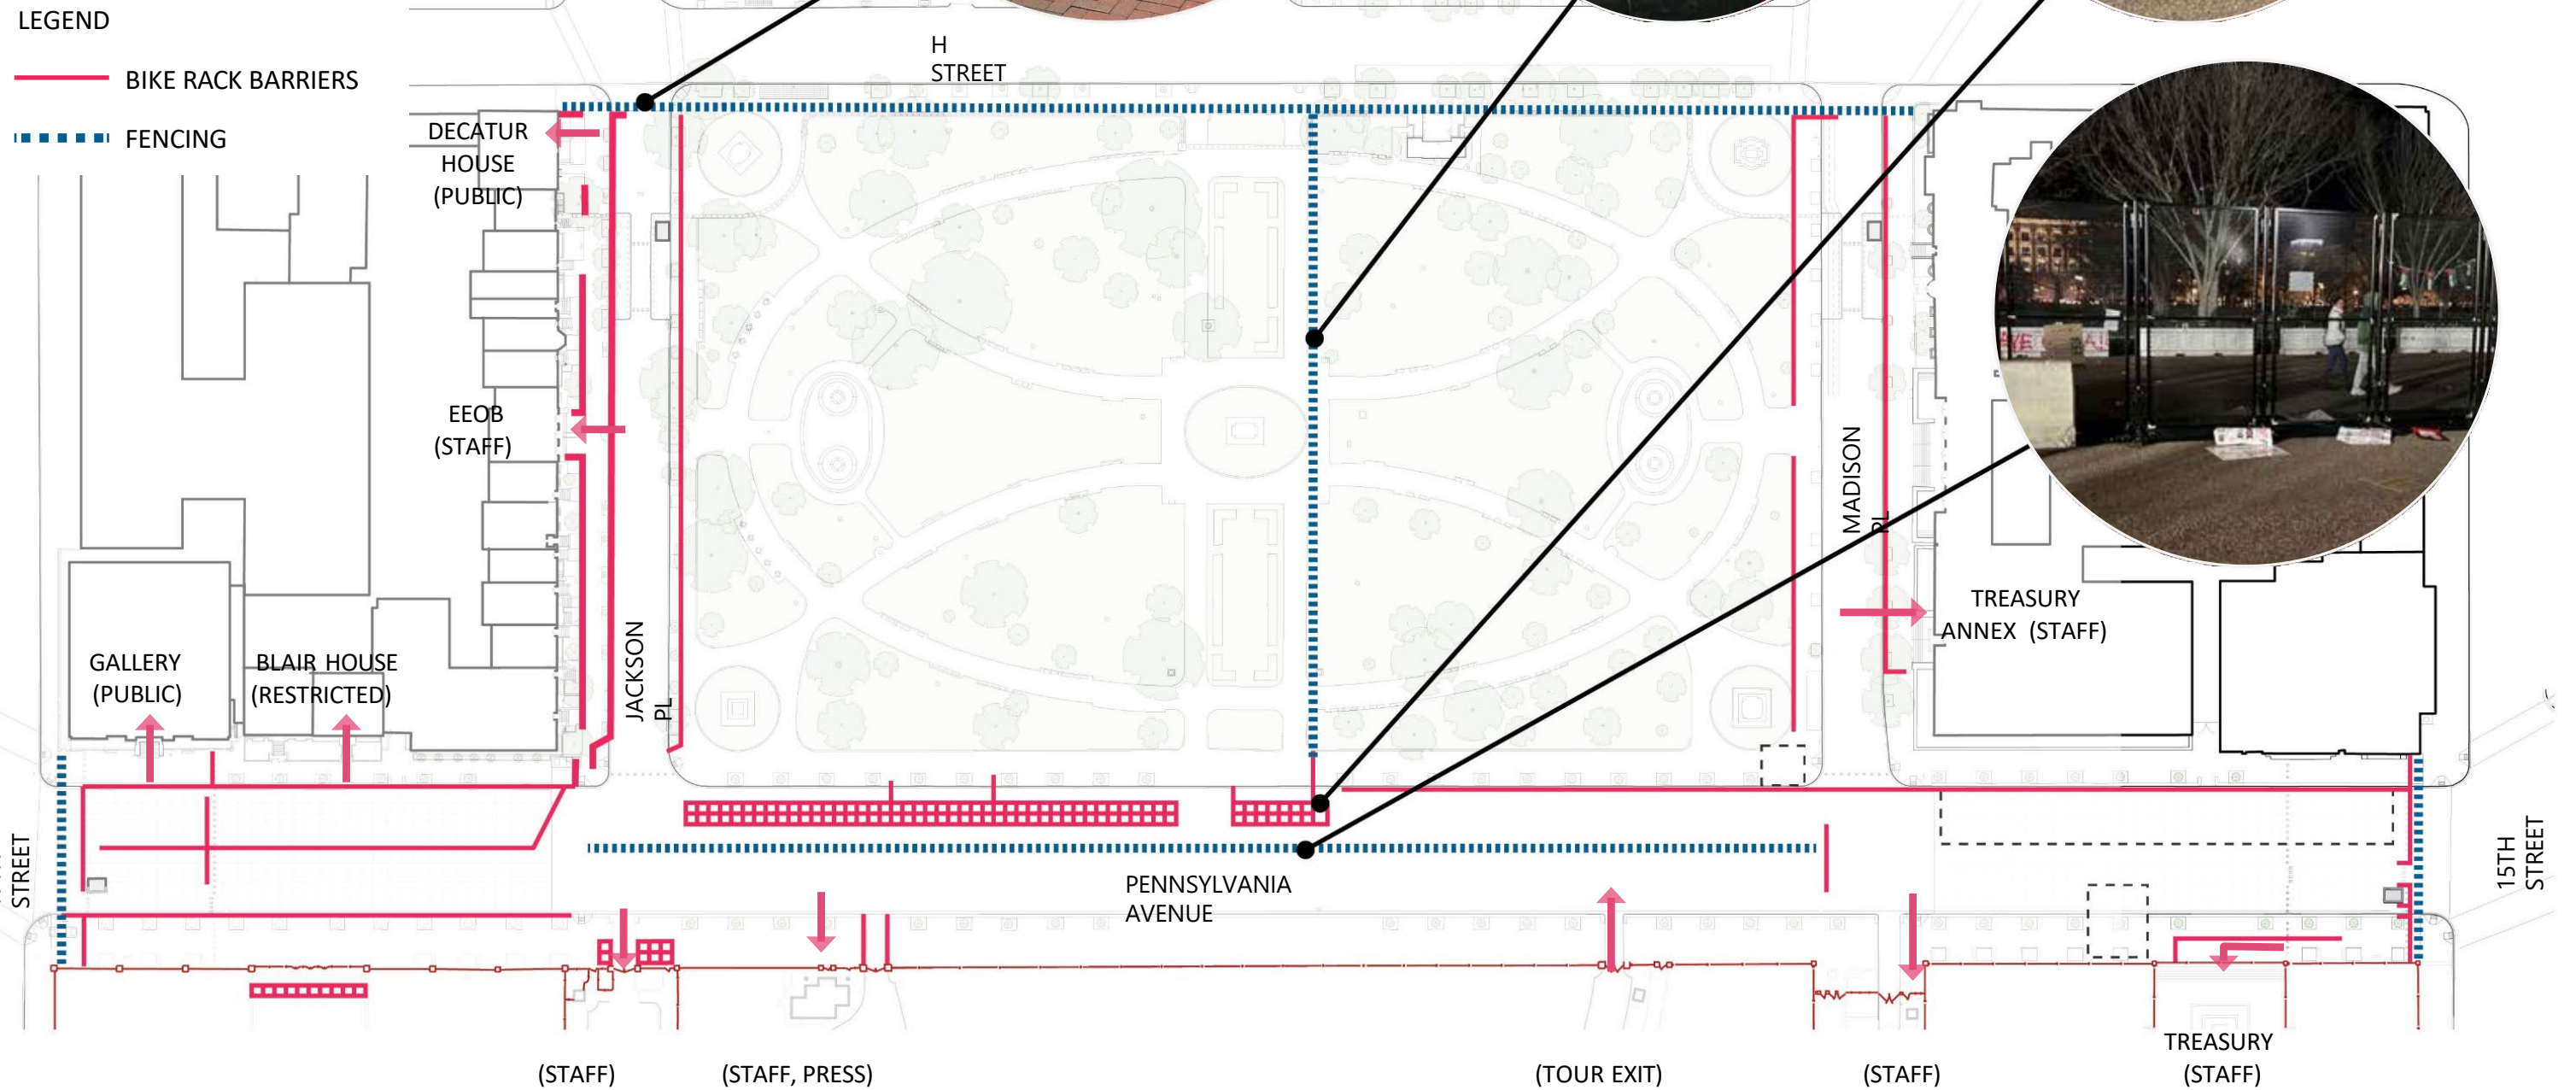 LEGEND
BIKE RACK BARRIERS
FENCING
H
STREET
DECATUR
HOUSE
(PUBLIC)
EEOB
(STAFF)
GALLERY
(PUBLIC)
BLAIR HOUSE
(RESTRICTED)
JACKSON
PL
MADISON
PL
TREASURY
ANNEX (STAFF)
STREET
PENNSYLVANIA
AVENUE
15TH
STREET
(STAFF)
(STAFF, PRESS)
(TOUR EXIT)
(STAFF)
TREASURY
(STAFF)